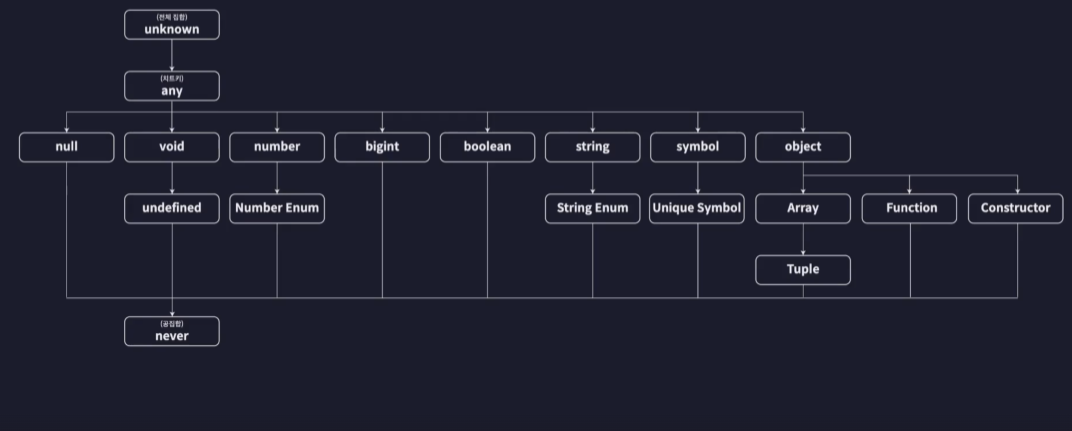 (전체 집합)
unknown
(치트키)
any
null
void
number
bigint
boolean
string
symbol
object
undefined
Number Enum
String Enum
Unique Symbol
Array
Function
Constructor
Tuple
(공집합)
never